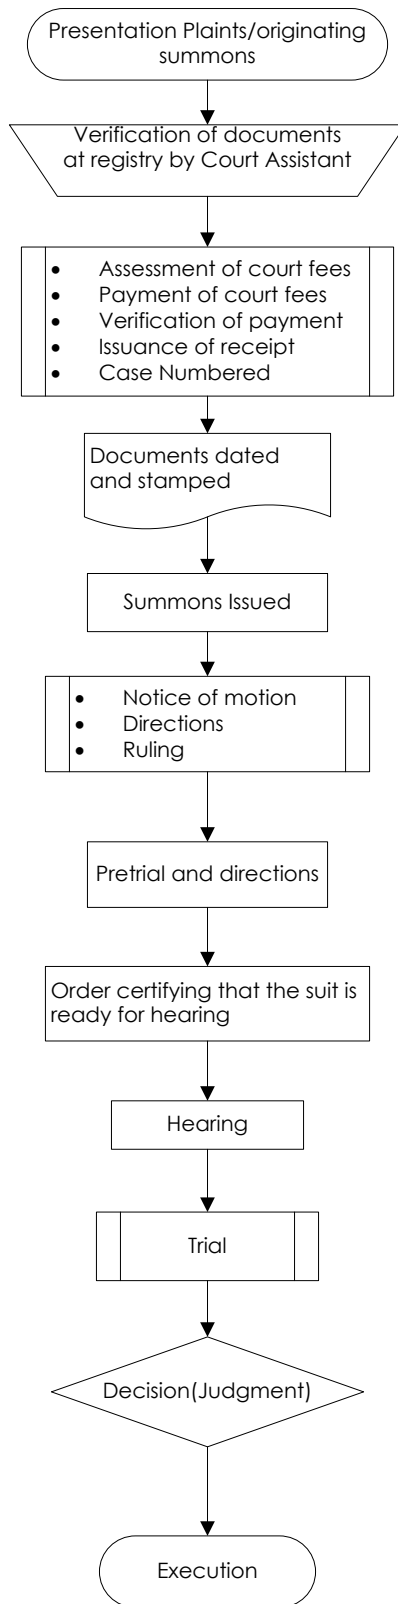 Presentation Plaints/originating
summons
Verification of documents
at registry by Court Assistant
• Assessment of court fees
• Payment of court fees
• Verification of payment
• Issuance of receipt
• Case Numbered
Documents dated
and stamped
Summons Issued
• Notice of motion
• Directions
• Ruling
Pretrial and directions
Order certifying that the suit is
ready for hearing
Hearing
Trial
Decision(Judgment)
Execution